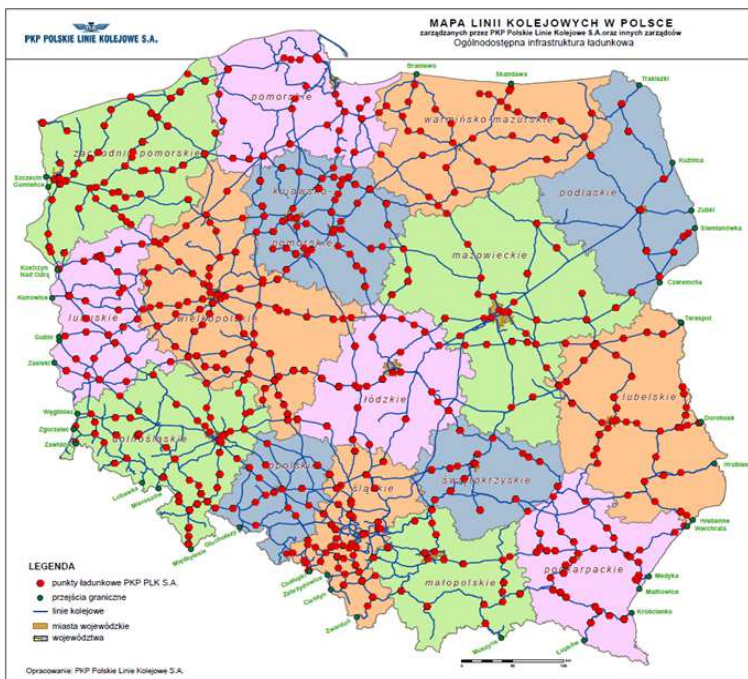 PKP POLSKIE LINIE KOLEJOWE S.A.
MAPA LINII KOLEJOWYCH W POLSCE
zarządzanych przez PKP Polskie Linie Kolejowe S.A. oraz innych zarządców
Ogólnodostępna infrastruktura ładunkowa
Braniewo
Skandawa
Trakiszki
pomorskie
warmińsko-mazurskie
zachodnio-pomorskie
Szczecin
Gumieńce
Kuźnica
kujawsko
podlaskie
Zubki
Siemianówka
pomorskie
mazowieckie
Kostrzyn
Nad Odrą
Czeremcha
Kunowice
lubuskie
wielkopolskie
Terespol
Gubin
Zasieki
łódzkie
lubelskie
Węgliniec
Zgorzelec
Zawidów
dolnośląskie
Dorohusk
opolskie
śląskie
świętokrzyskie
Lubawka
Mieroszów
Hrebenne
Werchrata
Głuchołazy
Międzylesie
LEGENDA
punkty ładunkowe PKP PLK S.A.
przejścia graniczne
linie kolejowe
miasta wojewódzkie
województwa
Chałupki
Zebrzydowice
Cieszyn
małopolskie
podkarpackie
Medyka
Malhowice
Krościenko
Zwardoń
Muszyna
Łupków
Opracowanie: PKP Polskie Linie Kolejowe S.A.